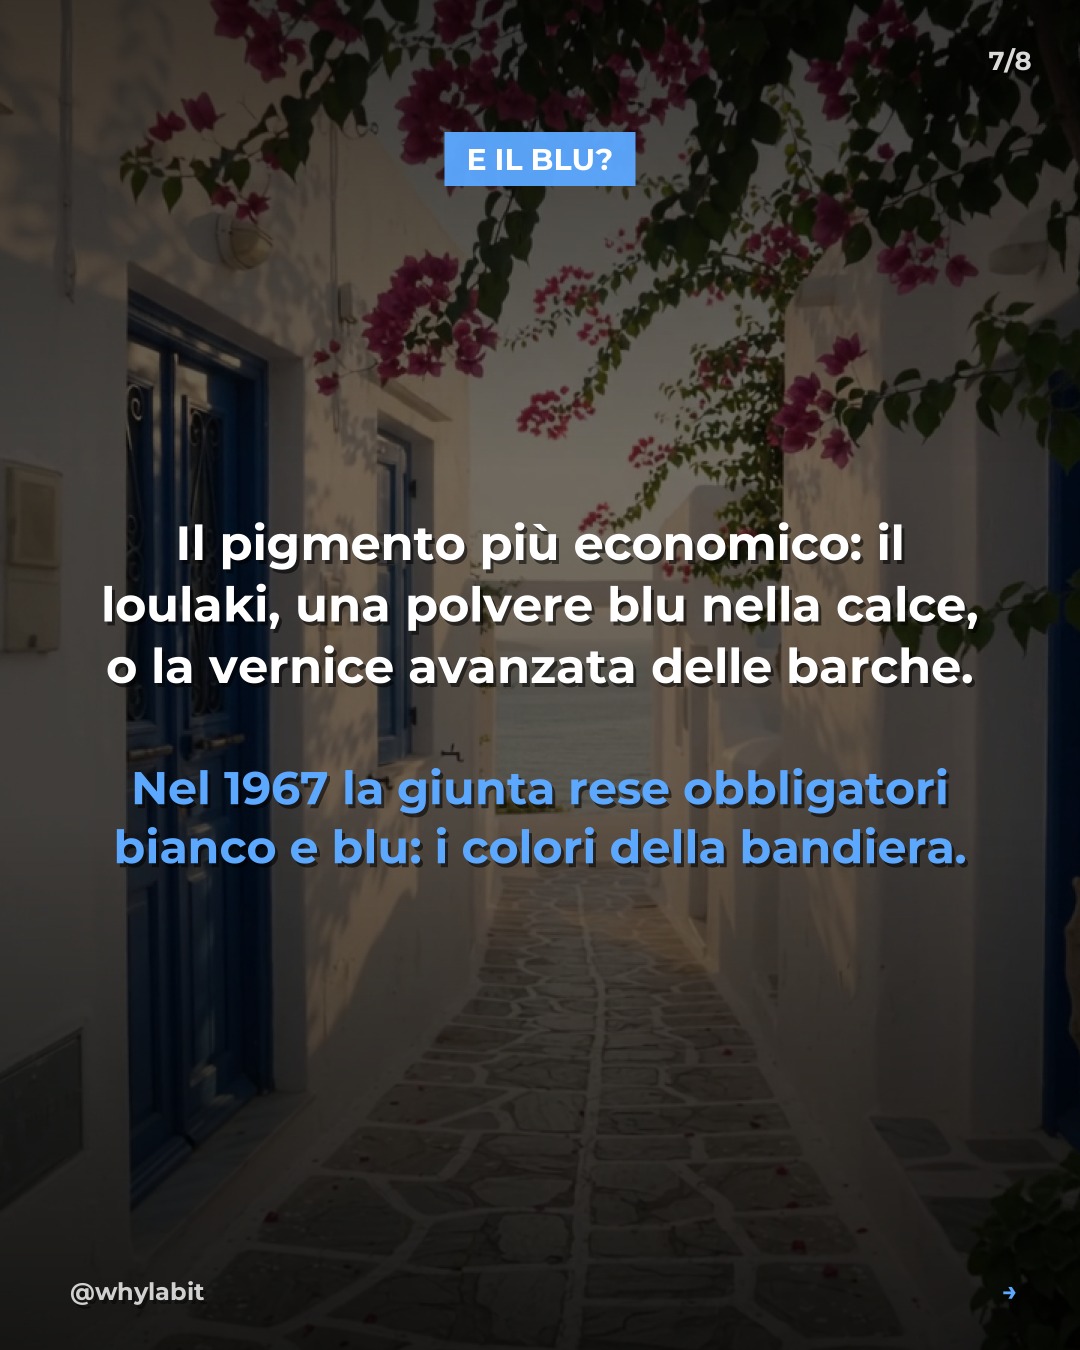 7/8
E IL BLU?
Il pigmento più economico: il
loulaki, una polvere blu nella calce,
o la vernice avanzata delle barche.
Nel 1967 la giunta rese obbligatori
bianco e blu: i colori della bandiera.
@whylabit
→